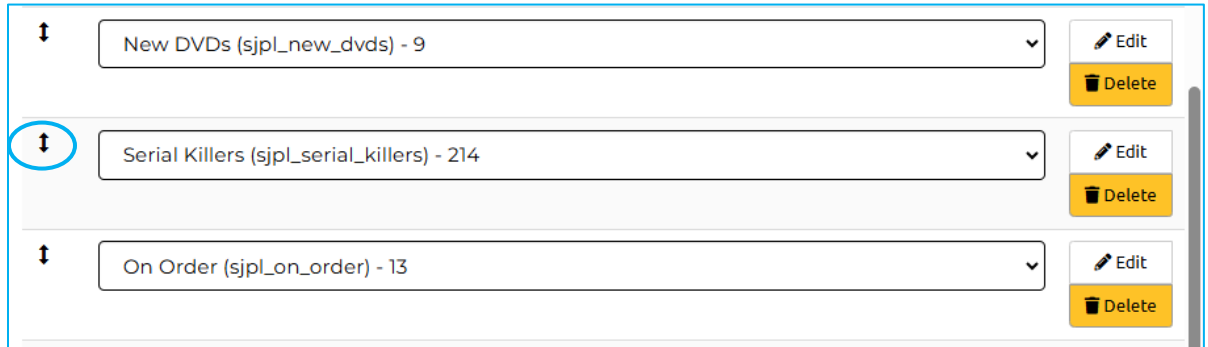 New DVDs (sjpl_new_dvds) - 9
Edit
Delete
Serial Killers (sjpl_serial_killers) - 214
Edit
Delete
On Order (sjpl_on_order) - 13
Edit
Delete